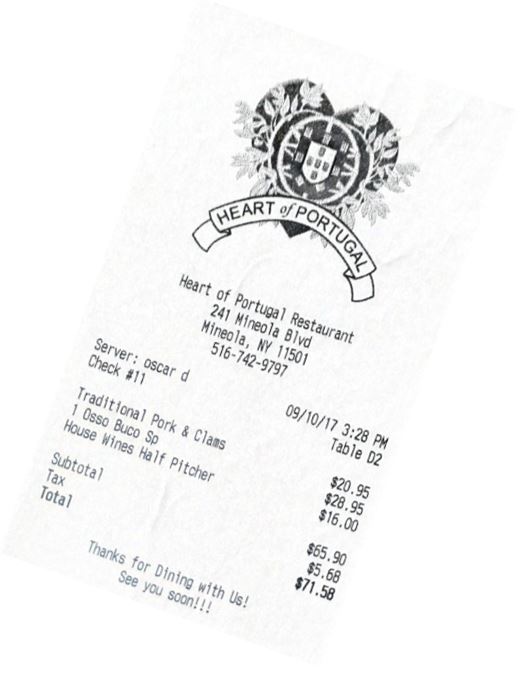 HEART of PORTUGAL
Heart of Portugal Restaurant
241 Mineola Blvd
Mineola, NY 11501
516-742-9797
Server: oscar d 09/10/17 3:28 PM
Check #11 Table D2
Traditional Pork & Clams $20.95
1 Osso Buco Sp $28.95
House Wines Half Pitcher $16.00
Subtotal $65.90
Tax $5.68
Total $71.58
Thanks for Dining with Us!
See you soon!!!